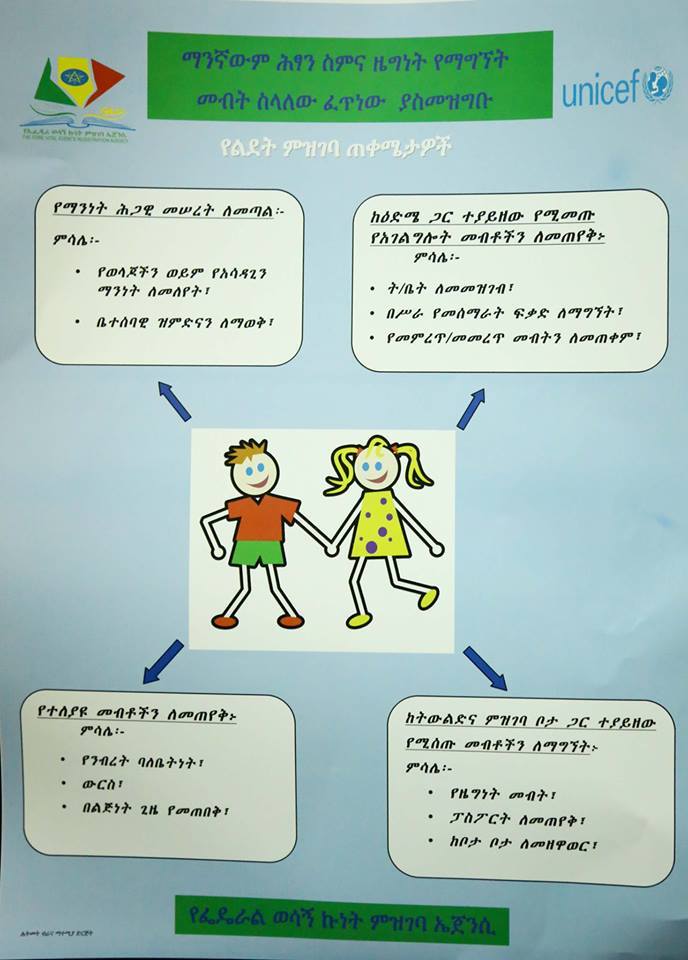 ማንኛውም ሕፃን ስምና ዜግነት የማግኘት
መብት ስላለው ፈጥነው ያስመዝግቡ
unicef
የኢፌዲሪ ወሳኝ ኩነት ምዝገባ ኤጀንሲ
THE FDRE VITAL EVENTS REGISTRATION AGENCY
የልደት ምዝገባ ጠቀሜታዎች
የማንነት ሕጋዊ መሠረት ለመጣል፡-
ምሳሌ፡-
• የወላጆችን ወይም የአሳዳጊን
ማንነት ለመለየት፣
• ቤተሰባዊ ዝምድናን ለማወቅ፣
ከዕድሜ ጋር ተያይዘው የሚመጡ
የአገልግሎት መብቶችን ለመጠየቅ፡
ምሳሌ፡-
• ት/ቤት ለመመዝገብ፣
• በሥራ የመሰማራት ፍቃድ ለማግኘት፣
• የመምረጥ/መመረጥ መብትን ለመጠቀም፣
የተለያዩ መብቶችን ለመጠየቅ፡
ምሳሌ፡-
• የንብረት ባለቤትነት፣
• ውርስ፣
• በልጅነት ጊዜ የመጠበቅ፣
ከትውልድና ምዝገባ ቦታ ጋር ተያይዘው
የሚሰጡ መብቶችን ለማግኘት፡
ምሳሌ፡-
• የዜግነት መብት፣
• ፓስፖርት ለመጠየቅ፣
• ከቦታ ቦታ ለመዘዋወር፣
የፌዴራል ወሳኝ ኩነት ምዝገባ ኤጀንሲ